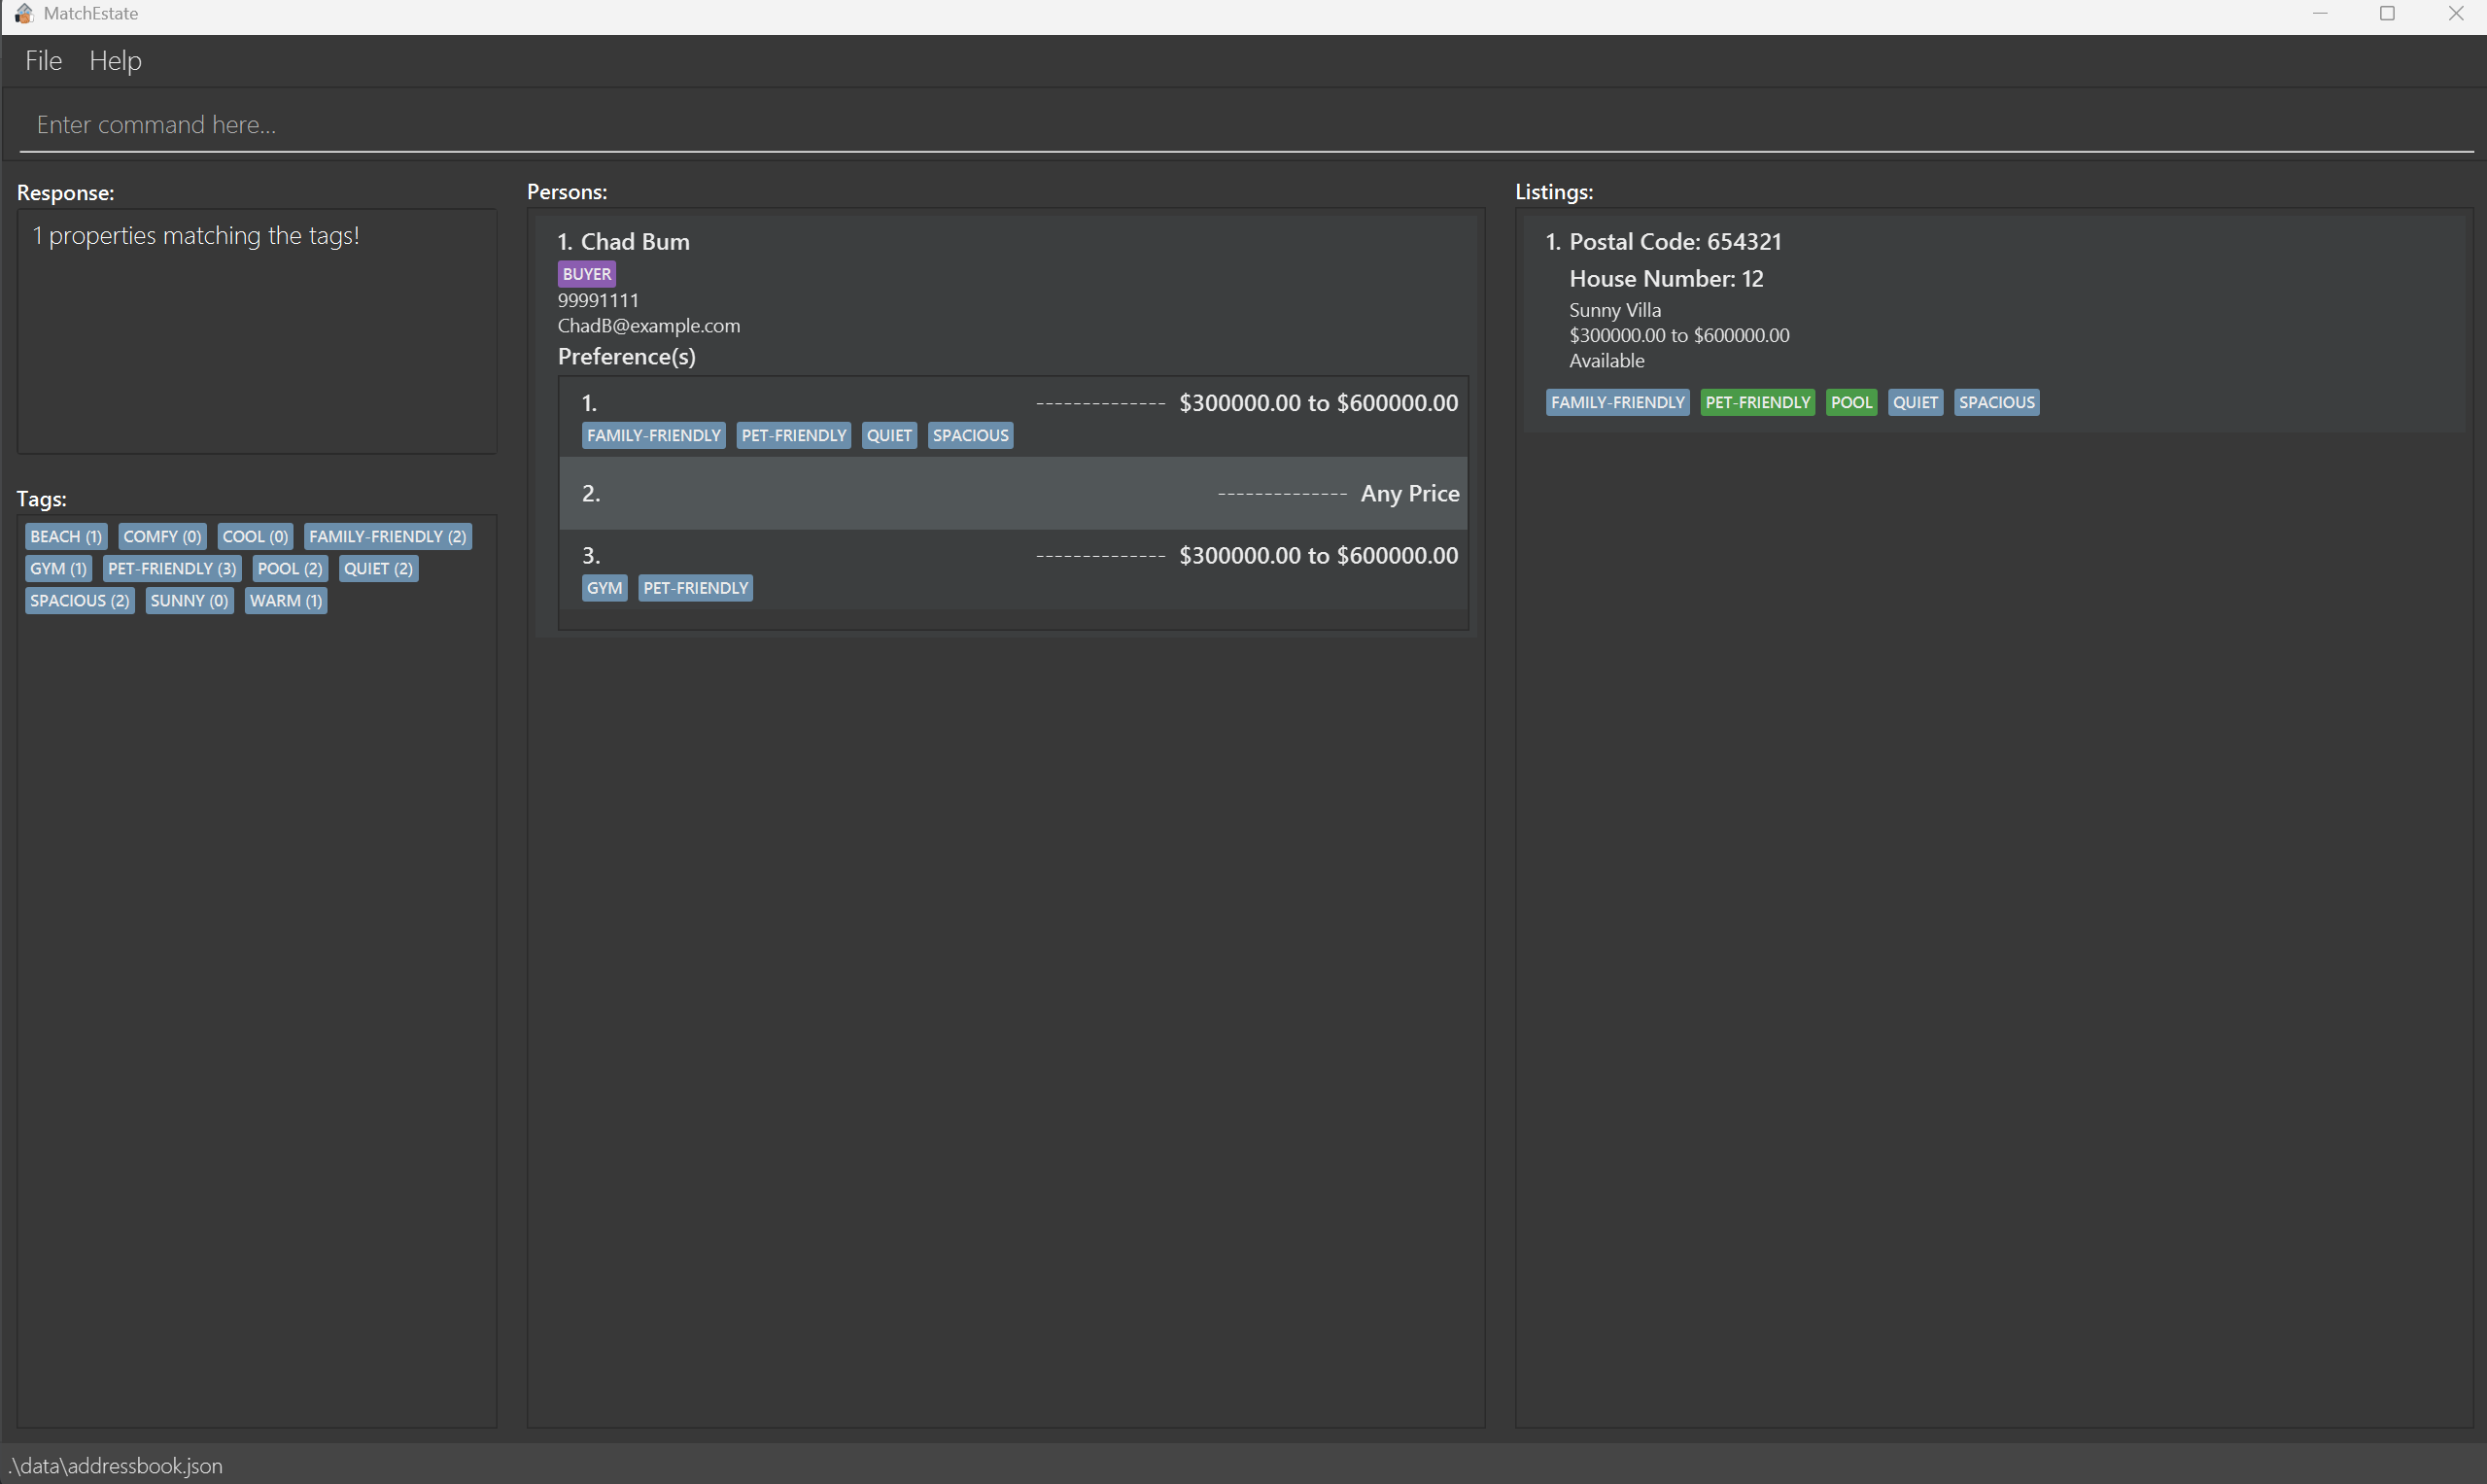 MatchEstate
File Help
Enter command here...
Response:
1 properties matching the tags!
Tags:
BEACH (1) COMFY (0) COOL (0) FAMILY-FRIENDLY (2)
GYM (1) PET-FRIENDLY (3) POOL (2) QUIET (2)
SPACIOUS (2) SUNNY (0) WARM (1)
Persons:
1. Chad Bum
BUYER
99991111
ChadB@example.com
Preference(s)
1. -------------- $300000.00 to $600000.00
FAMILY-FRIENDLY PET-FRIENDLY QUIET SPACIOUS
2. -------------- Any Price
3. -------------- $300000.00 to $600000.00
GYM PET-FRIENDLY
Listings:
1. Postal Code: 654321
House Number: 12
Sunny Villa
$300000.00 to $600000.00
Available
FAMILY-FRIENDLY PET-FRIENDLY POOL QUIET SPACIOUS
.\data\addressbook.json